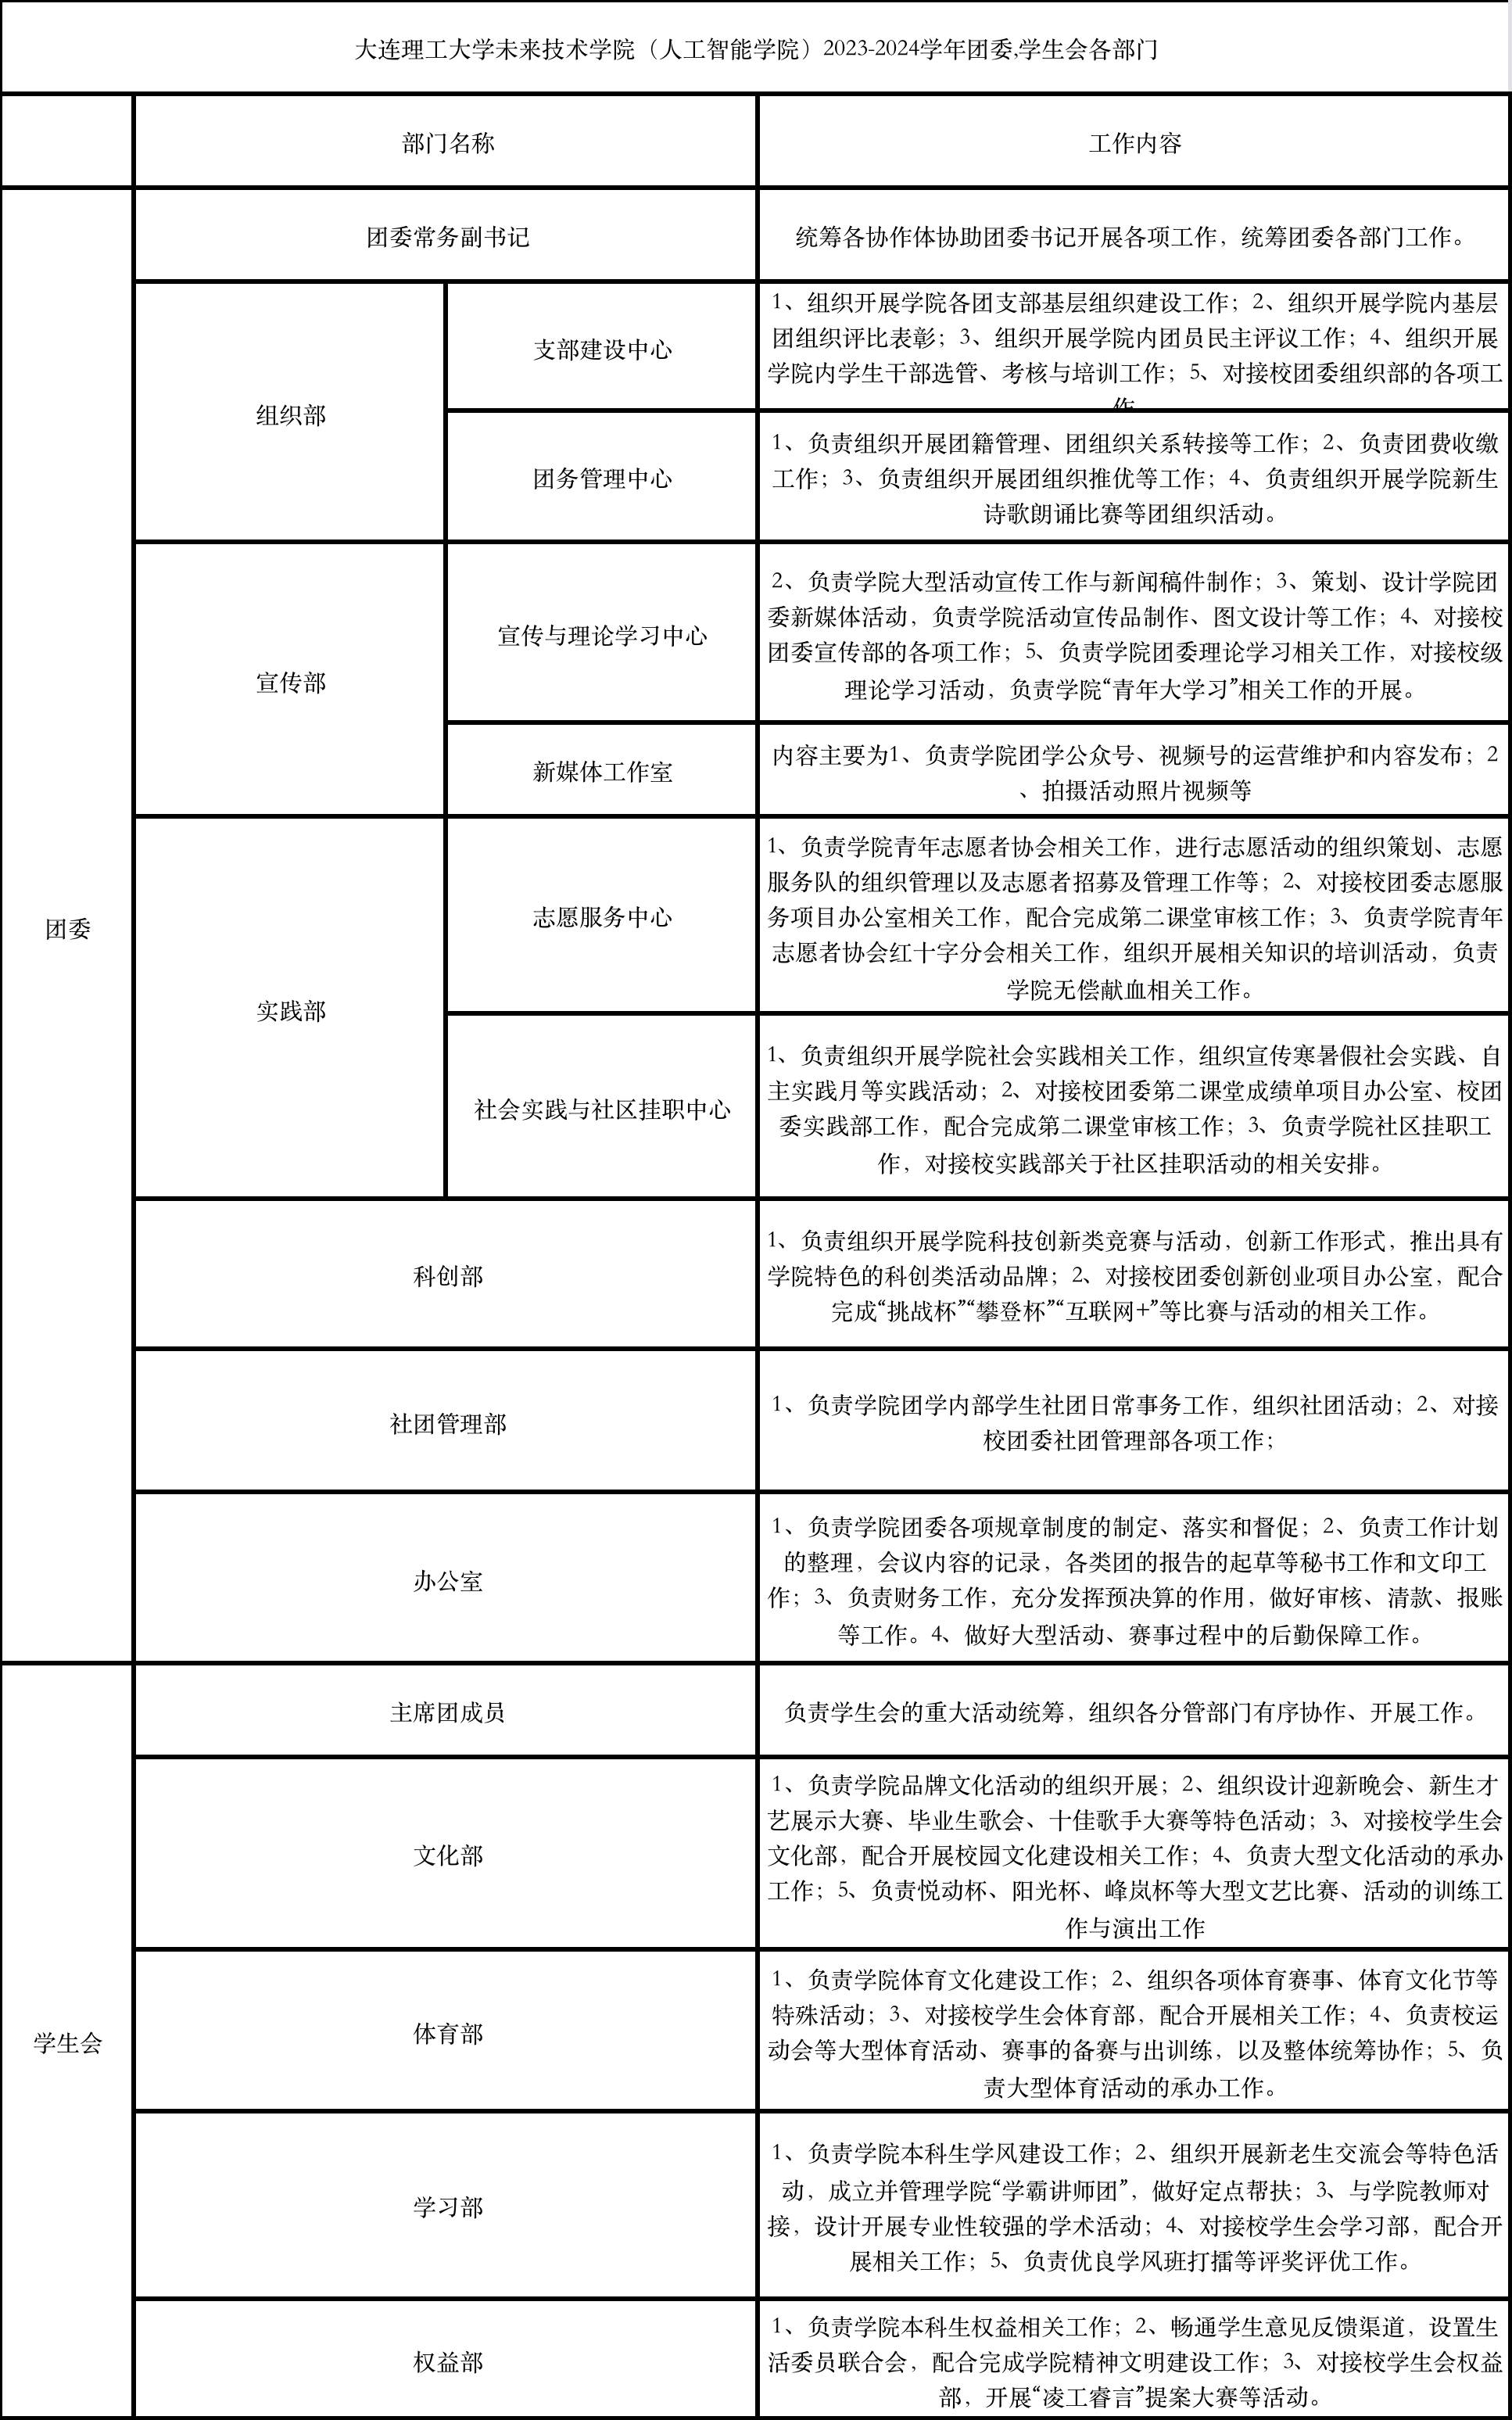 大连理工大学未来技术学院（人工智能学院）2023-2024学年团委,学生会各部门
部门名称
工作内容
团委
团委常务副书记
统筹各协作体协助团委书记开展各项工作，统筹团委各部门工作。
组织部
支部建设中心
1、组织开展学院各团支部基层组织建设工作；2、组织开展学院内基层
团组织评比表彰；3、组织开展学院内团员民主评议工作；4、组织开展
学院内学生干部选管、考核与培训工作；5、对接校团委组织部的各项工
作
团务管理中心
1、负责组织开展团籍管理、团组织关系转接等工作；2、负责团费收缴
工作；3、负责组织开展团组织推优等工作；4、负责组织开展学院新生
诗歌朗诵比赛等团组织活动。
宣传部
宣传与理论学习中心
2、负责学院大型活动宣传工作与新闻稿件制作；3、策划、设计学院团
委新媒体活动，负责学院活动宣传品制作、图文设计等工作；4、对接校
团委宣传部的各项工作；5、负责学院团委理论学习相关工作，对接校级
理论学习活动，负责学院“青年大学习”相关工作的开展。
新媒体工作室
内容主要为1、负责学院团学公众号、视频号的运营维护和内容发布；2
、拍摄活动照片视频等
实践部
志愿服务中心
1、负责学院青年志愿者协会相关工作，进行志愿活动的组织策划、志愿
服务队的组织管理以及志愿者招募及管理工作等；2、对接校团委志愿服
务项目办公室相关工作，配合完成第二课堂审核工作；3、负责学院青年
志愿者协会红十字分会相关工作，组织开展相关知识的培训活动，负责
学院无偿献血相关工作。
社会实践与社区挂职中心
1、负责组织开展学院社会实践相关工作，组织宣传寒暑假社会实践、自
主实践月等实践活动；2、对接校团委第二课堂成绩单项目办公室、校团
委实践部工作，配合完成第二课堂审核工作；3、负责学院社区挂职工
作，对接校实践部关于社区挂职活动的相关安排。
科创部
1、负责组织开展学院科技创新类竞赛与活动，创新工作形式，推出具有
学院特色的科创类活动品牌；2、对接校团委创新创业项目办公室，配合
完成“挑战杯”“攀登杯”“互联网+”等比赛与活动的相关工作。
社团管理部
1、负责学院团学内部学生社团日常事务工作，组织社团活动；2、对接
校团委社团管理部各项工作；
办公室
1、负责学院团委各项规章制度的制定、落实和督促；2、负责工作计划
的整理，会议内容的记录，各类团的报告的起草等秘书工作和文印工
作；3、负责财务工作，充分发挥预决算的作用，做好审核、清款、报账
等工作。4、做好大型活动、赛事过程中的后勤保障工作。
学生会
主席团成员
负责学生会的重大活动统筹，组织各分管部门有序协作、开展工作。
文化部
1、负责学院品牌文化活动的组织开展；2、组织设计迎新晚会、新生才
艺展示大赛、毕业生歌会、十佳歌手大赛等特色活动；3、对接校学生会
文化部，配合开展校园文化建设相关工作；4、负责大型文化活动的承办
工作；5、负责悦动杯、阳光杯、峰岚杯等大型文艺比赛、活动的训练工
作与演出工作
体育部
1、负责学院体育文化建设工作；2、组织各项体育赛事、体育文化节等
特殊活动；3、对接校学生会体育部，配合开展相关工作；4、负责校运
动会等大型体育活动、赛事的备赛与出训练，以及整体统筹协作；5、负
责大型体育活动的承办工作。
学习部
1、负责学院本科生学风建设工作；2、组织开展新老生交流会等特色活
动，成立并管理学院“学霸讲师团”，做好定点帮扶；3、与学院教师对
接，设计开展专业性较强的学术活动；4、对接校学生会学习部，配合开
展相关工作；5、负责优良学风班打擂等评奖评优工作。
权益部
1、负责学院本科生权益相关工作；2、畅通学生意见反馈渠道，设置生
活委员联合会，配合完成学院精神文明建设工作；3、对接校学生会权益
部，开展“凌工睿言”提案大赛等活动。